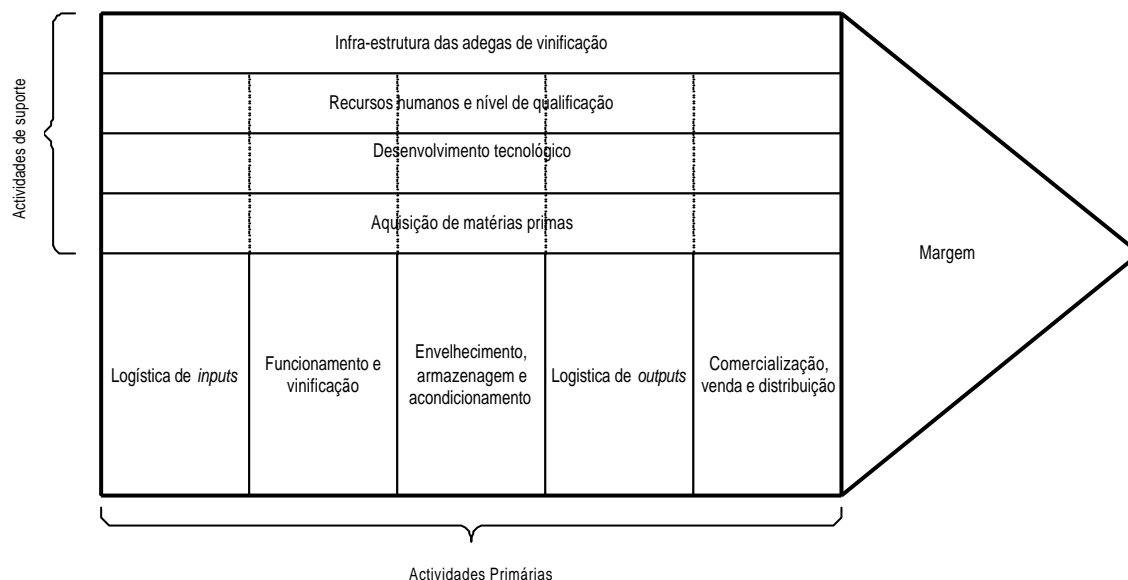 Actividades de suporte
Infra-estrutura das adegas de vinificação
Recursos humanos e nível de qualificação
Desenvolvimento tecnológico
Aquisição de matérias primas
Margem
Logística de inputs
Funcionamento e
vinificação
Envelhecimento,
armazenagem e
acondicionamento
Logistica de outputs
Comercialização,
venda e distribuição
Actividades Primárias